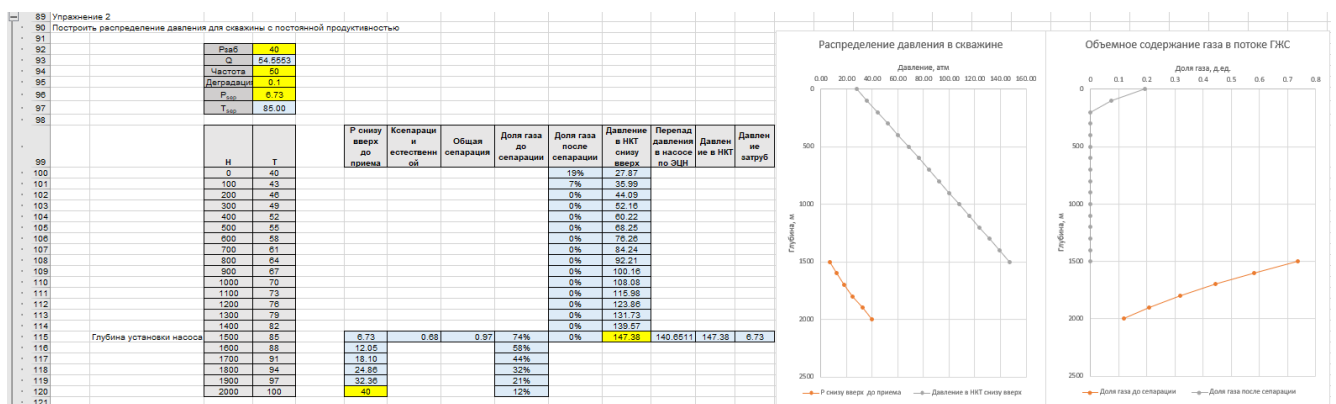 89 Упражнение 2
90 Построить распределение давления для скважины с постоянной продуктивностью
91
92 Рзаб 40
93 Q 54.5553
94 Частота 50
95 Деградаци 0.1
96 Рзор 6.73
97 Тзор 85.00
98
99 H T Р снизу вверх до приема Ксепараци и естественн ой Общая сепарация Доля газа до сепарации Доля газа после сепарации Давление в НКТ снизу вверх Перепад давления в насосе по ЭЦН Давлен ие в НКТ Давлен ие затруб
100 0 40 19% 27.87
101 100 43 7% 35.99
102 200 46 0% 44.09
103 300 49 0% 52.16
104 400 52 0% 60.22
105 500 55 0% 68.25
106 600 58 0% 76.26
107 700 61 0% 84.24
108 800 64 0% 92.21
109 900 67 0% 100.16
110 1000 70 0% 108.08
111 1100 73 0% 115.98
112 1200 76 0% 123.86
113 1300 79 0% 131.73
114 1400 82 0% 139.57
115 Глубина установки насоса 1500 85 6.73 0.68 0.97 74% 0% 147.38 140.6511 147.38 6.73
116 1600 88 12.05 58%
117 1700 91 18.10 44%
118 1800 94 24.86 32%
119 1900 97 32.36 21%
120 2000 100 40 12%
121
Распределение давления в скважине
Давление, атм
0.00 20.00 40.00 60.00 80.00 100.00 120.00 140.00 160.00
0
500
1000
1500
2000
2500
Глубина, м
Р снизу вверх до приема Давление в НКТ снизу вверх
Объемное содержание газа в потоке ГЖС
Доля газа, д.ед.
0 0.1 0.2 0.3 0.4 0.5 0.6 0.7 0.8
0
500
1000
1500
2000
2500
Глубина, м
Доля газа до сепарации Доля газа после сепарации